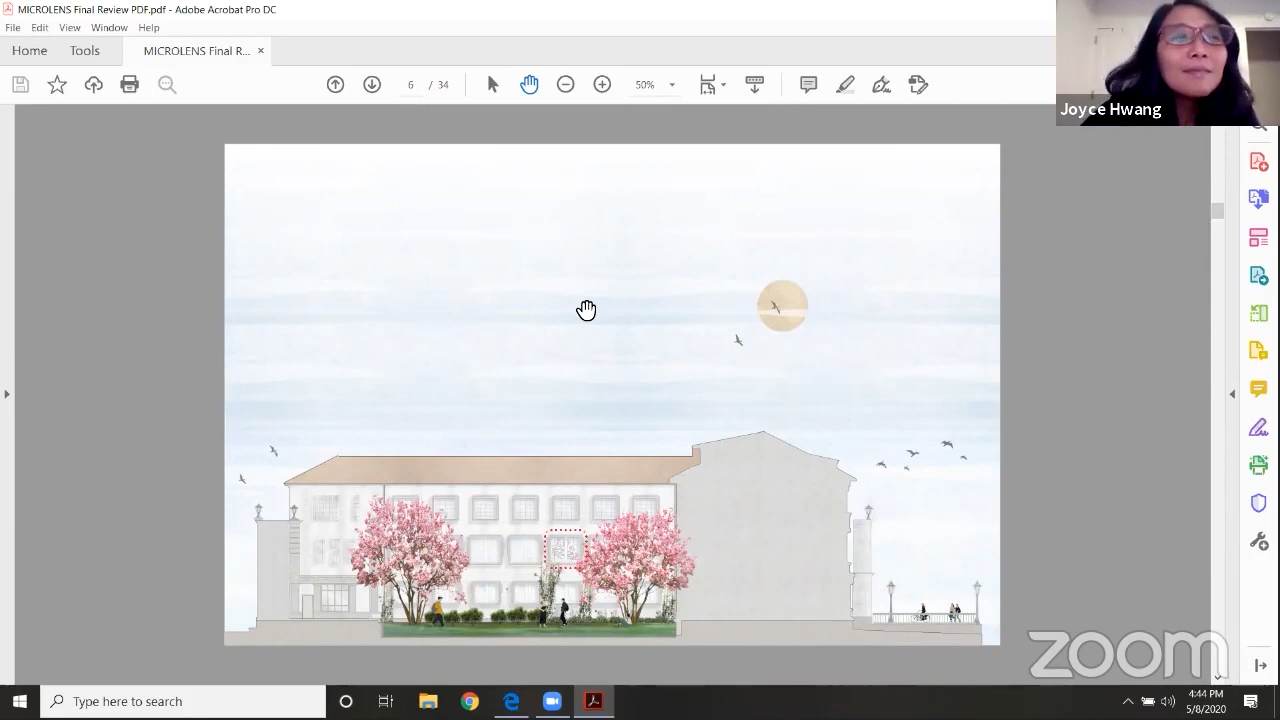 MICROLENS Final Review PDF.pdf - Adobe Acrobat Pro DC
File Edit View Window Help
Home Tools MICROLENS Final R... ×
6 / 34 50%
Joyce Hwang
zoom
Type here to search
4:44 PM
5/8/2020